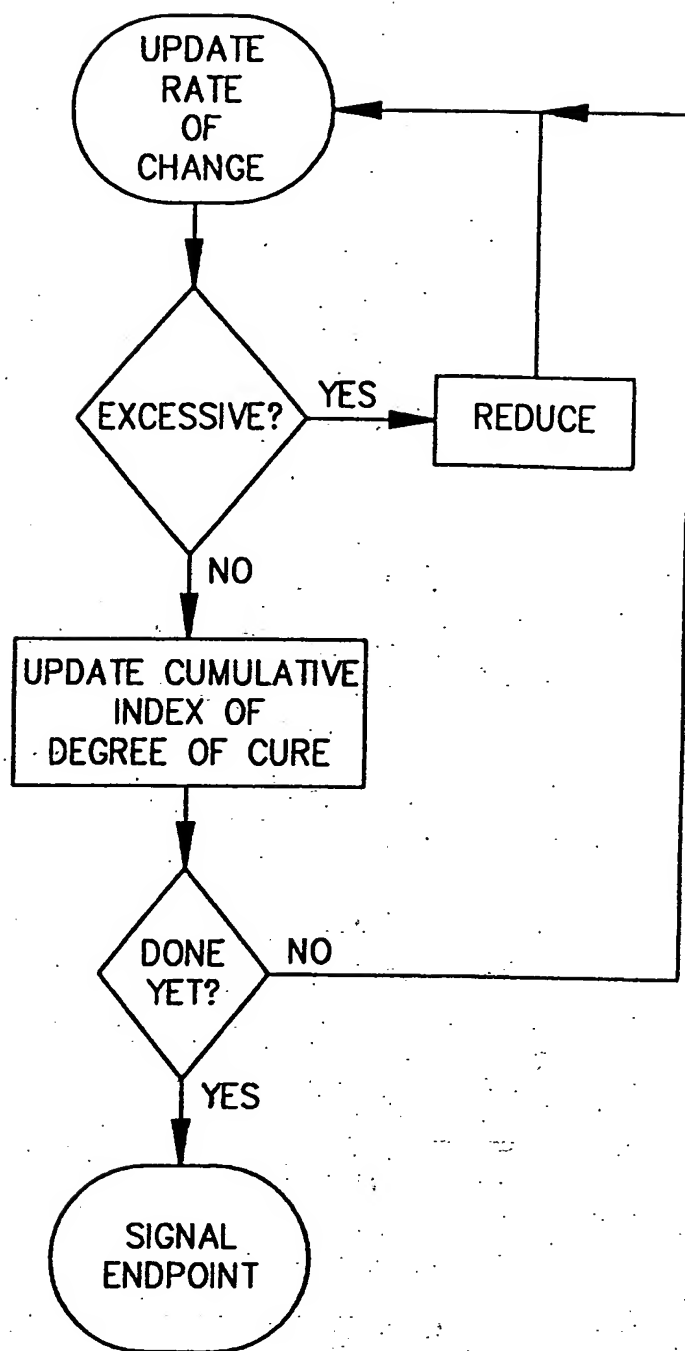 UPDATE
RATE
OF
CHANGE
EXCESSIVE?
YES
REDUCE
NO
UPDATE CUMULATIVE
INDEX OF
DEGREE OF CURE
DONE
YET?
NO
YES
SIGNAL
ENDPOINT